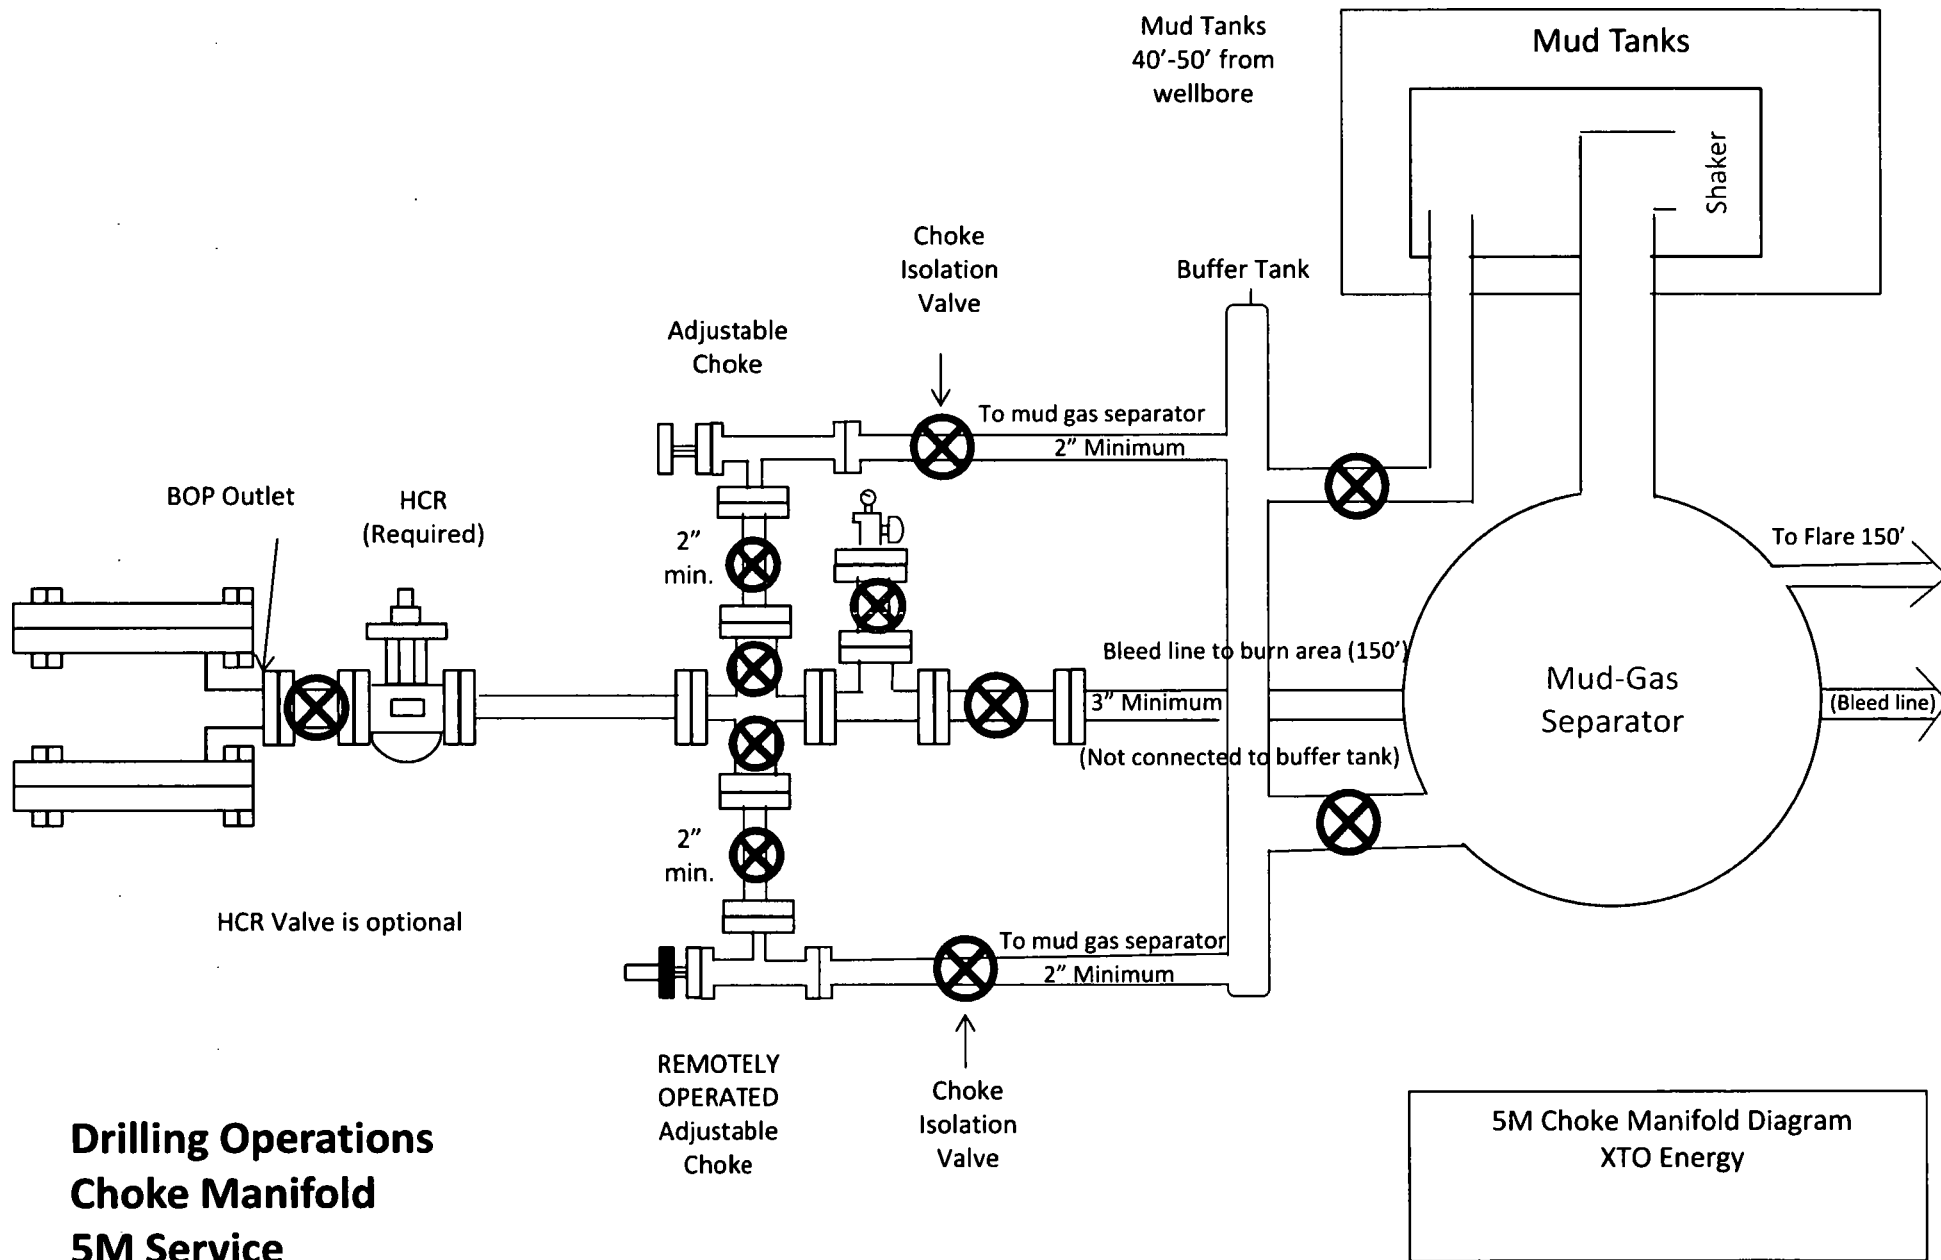 Mud Tanks
40'-50' from
wellbore
Mud Tanks
Shaker
Choke
Isolation
Valve
Buffer Tank
Adjustable
Choke
To mud gas separator
2” Minimum
BOP Outlet
HCR
(Required)
2”
min.
To Flare 150'
Bleed line to burn area (150')
3” Minimum
(Not connected to buffer tank)
Mud-Gas
Separator
(Bleed line)
2”
min.
HCR Valve is optional
To mud gas separator
2” Minimum
REMOTELY
OPERATED
Adjustable
Choke
Choke
Isolation
Valve
Drilling Operations
Choke Manifold
5M Service
5M Choke Manifold Diagram
XTO Energy